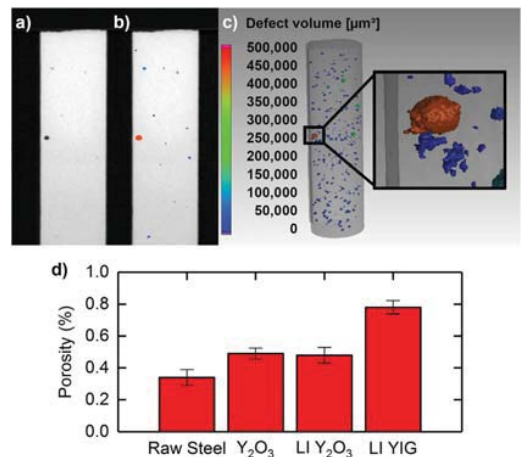 a)
b)
c) Defect volume [µm³]
500,000
450,000
400,000
350,000
300,000
250,000
200,000
150,000
100,000
50,000
0
d)
1.0
0.8
0.6
0.4
0.2
0.0
Porosity (%)
Raw Steel Y₂O₃ LI Y₂O₃ LI YIG